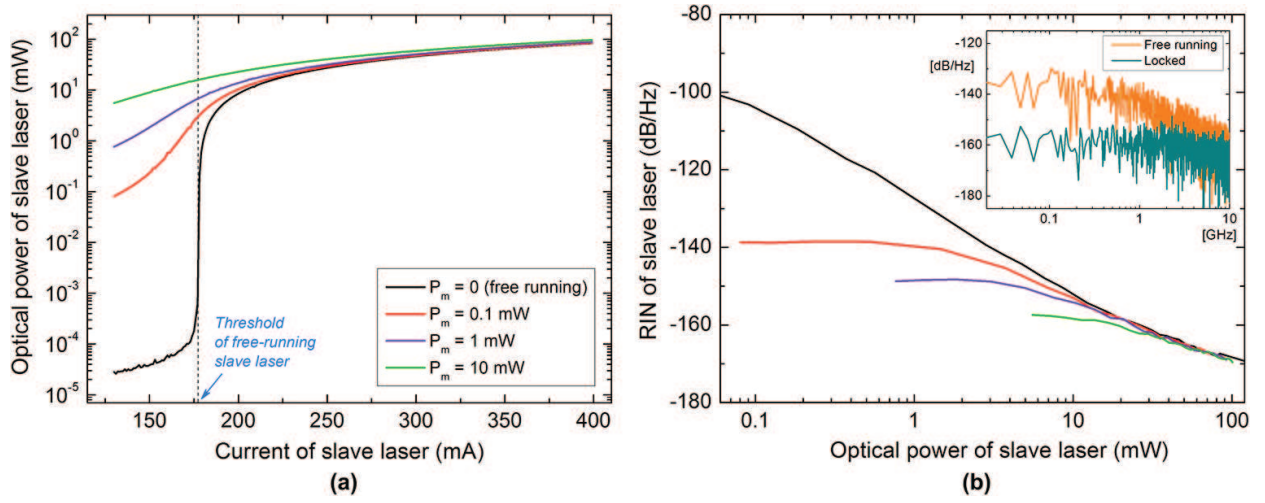 Optical power of slave laser (mW)
10²
10¹
10⁰
10⁻¹
10⁻²
10⁻³
10⁻⁴
10⁻⁵
Threshold
of free-running
slave laser
Pₘ = 0 (free running)
Pₘ = 0.1 mW
Pₘ = 1 mW
Pₘ = 10 mW
150 200 250 300 350 400
Current of slave laser (mA)
(a)
RIN of slave laser (dB/Hz)
-80
-100
-120
-140
-160
-180
-120
[dB/Hz]
-140
-160
-180
Free running
Locked
0.1 1 10
[GHz]
0.1 1 10 100
Optical power of slave laser (mW)
(b)